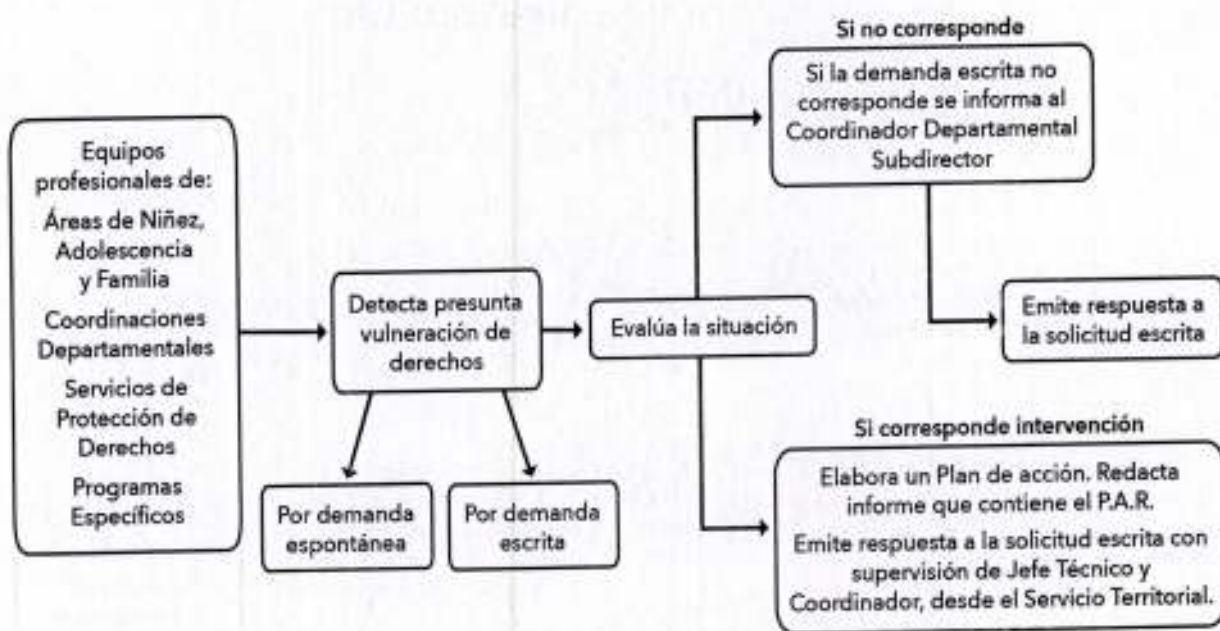 Equipos
profesionales de:
Áreas de Niñez,
Adolescencia
y Familia
Coordinaciones
Departamentales
Servicios de
Protección de
Derechos
Programas
Específicos
Detecta presunta
vulneración de
derechos
Por demanda
espontánea
Por demanda
escrita
Evalúa la situación
Si no corresponde
Si la demanda escrita no
corresponde se informa al
Coordinador Departamental
Subdirector
Emite respuesta a
la solicitud escrita
Si corresponde intervención
Elabora un Plan de acción. Redacta
informe que contiene el P.A.R.
Emite respuesta a la solicitud escrita con
supervisión de Jefe Técnico y
Coordinador, desde el Servicio Territorial.